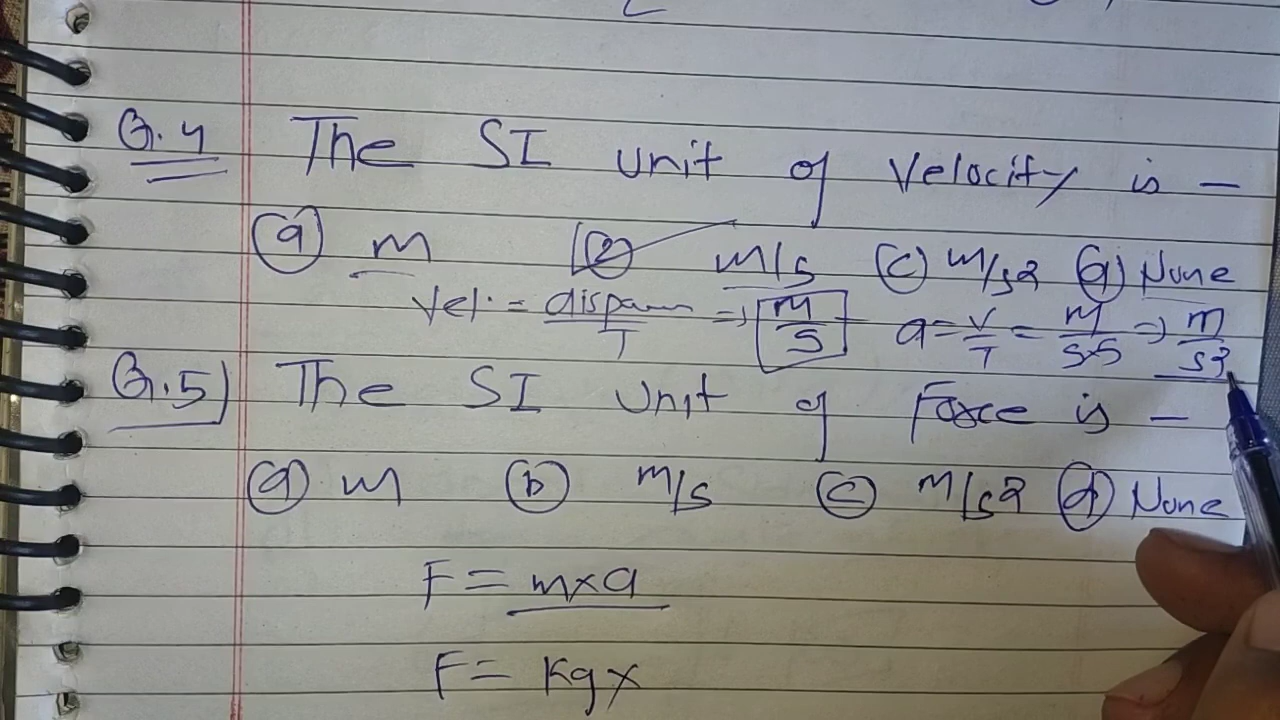 Q.4 The SI unit of Velocity is -
(a) m (b) m/s (c) m/s2 (d) None
Vel. = T => m/s a = V/T = m/s×s => m/s2
Q.5) The SI Unit of Force is -
(a) m (b) m/s (c) m/s2 (d) None
F = m×a
F = Kg×